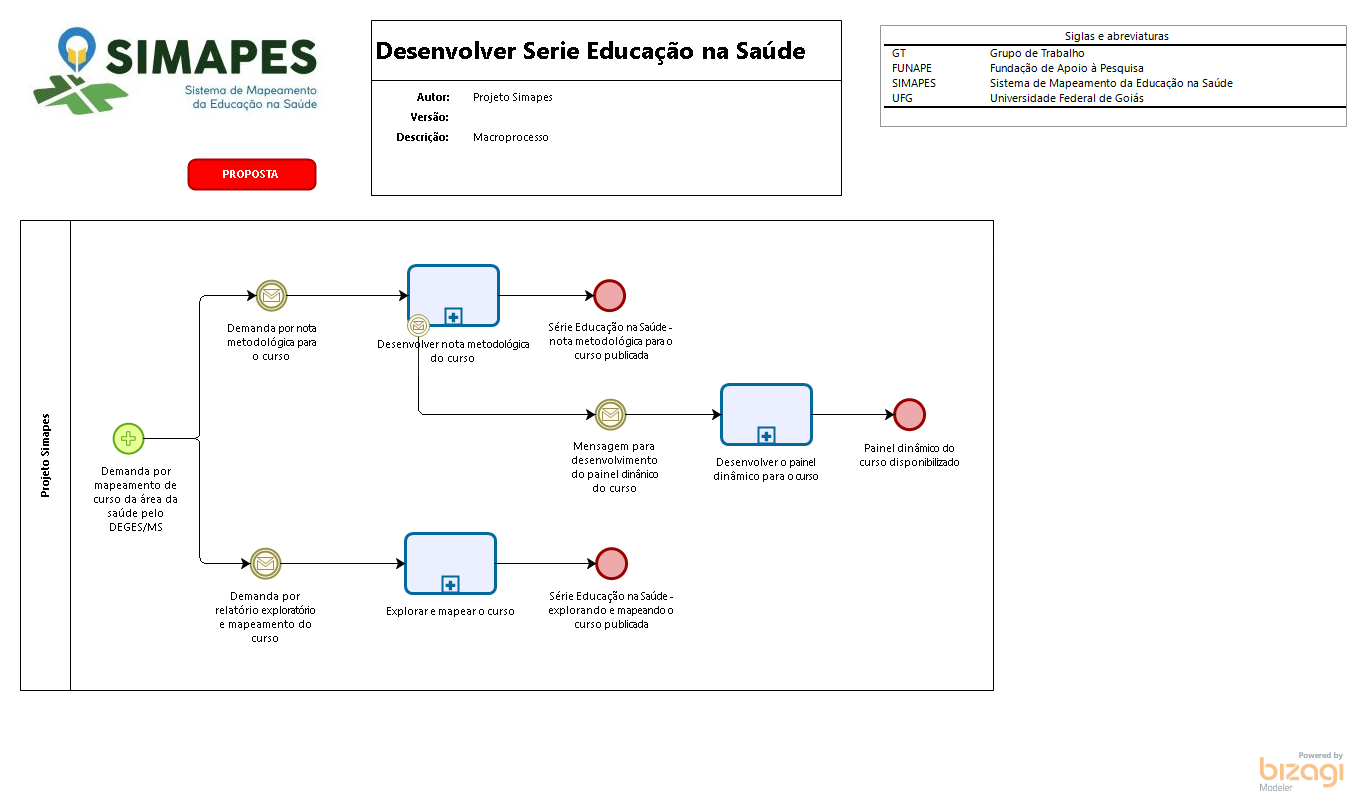 SIMAPES
Sistema de Mapeamento
da Educação na Saúde
PROPOSTA
Desenvolver Serie Educação na Saúde
Autor: Projeto Simapes
Versão:
Descrição: Macroprocesso
Siglas e abreviaturas
GT Grupo de Trabalho
FUNAPE Fundação de Apoio à Pesquisa
SIMAPES Sistema de Mapeamento da Educação na Saúde
UFG Universidade Federal de Goiás
Projeto Simapes
Demanda por nota
metodológica para
o curso
Desenvolver nota metodológica
do curso
Série Educação na Saúde -
nota metodológica para o
curso publicada
Demanda por
mapeamento de
curso da área da
saúde pelo
DEGES/MS
Mensagem para
desenvolvimento
do painel dinânico
do curso
Desenvolver o painel
dinâmico para o curso
Painel dinâmico do
curso disponibilizado
Demanda por
relatório exploratório
e mapeamento do
curso
Explorar e mapear o curso
Série Educação na Saúde -
explorando e mapeando o
curso publicada
Powered by
bizagi
Modeler